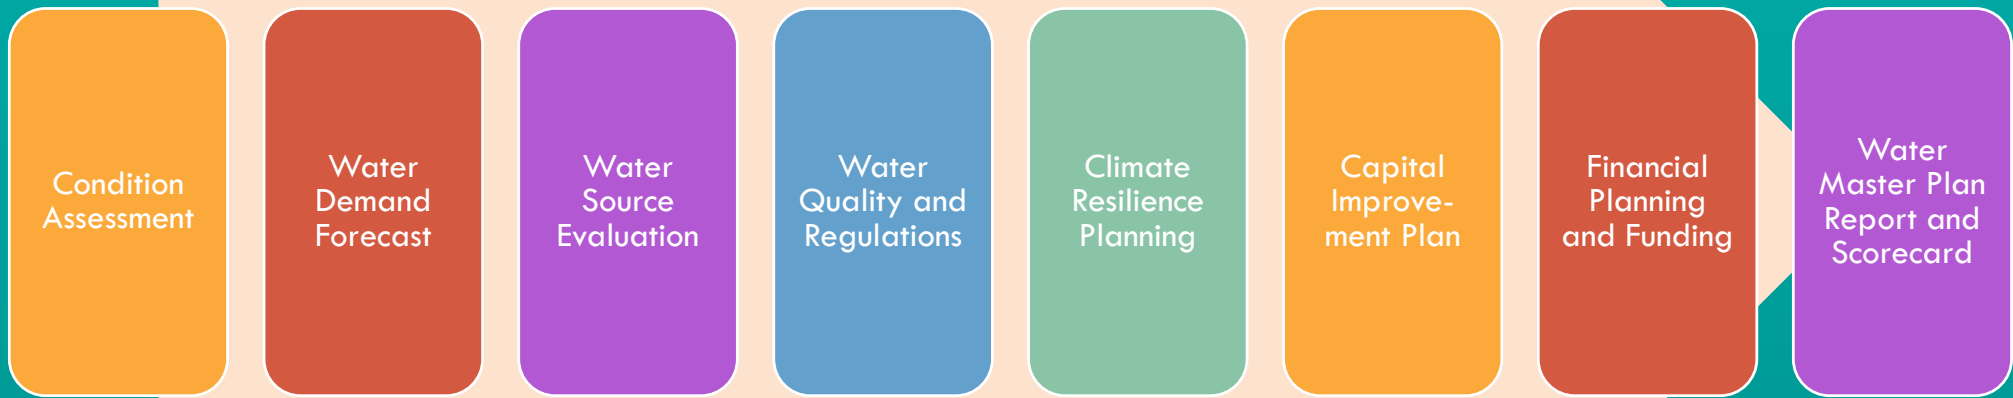 Condition
Assessment
Water
Demand
Forecast
Water
Source
Evaluation
Water
Quality and
Regulations
Climate
Resilience
Planning
Capital
Improve-
ment Plan
Financial
Planning
and Funding
Water
Master Plan
Report and
Scorecard